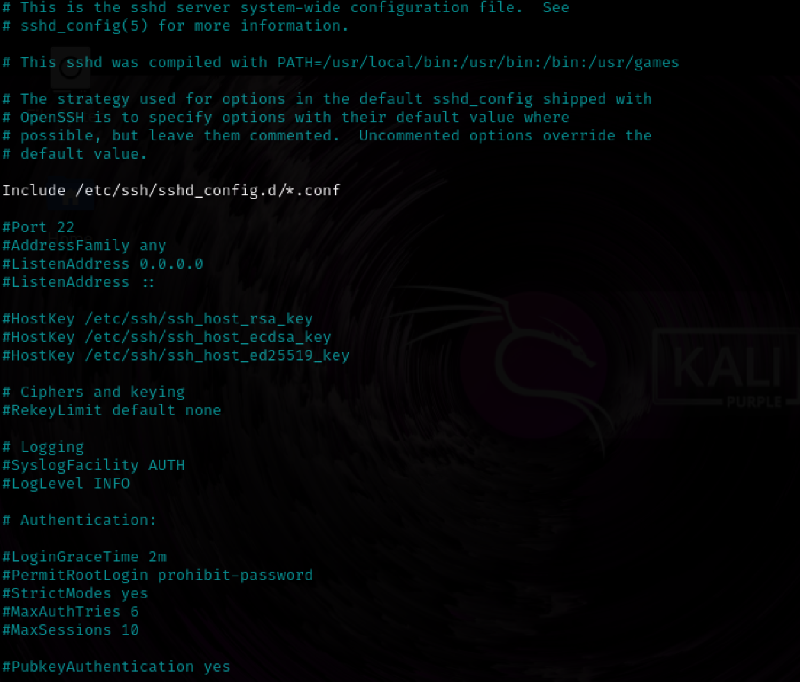 # This is the sshd server system-wide configuration file.  See
# sshd_config(5) for more information.

# This sshd was compiled with PATH=/usr/local/bin:/usr/bin:/bin:/usr/games

# The strategy used for options in the default sshd_config shipped with
# OpenSSH is to specify options with their default value where
# possible, but leave them commented.  Uncommented options override the
# default value.

Include /etc/ssh/sshd_config.d/*.conf

#Port 22
#AddressFamily any
#ListenAddress 0.0.0.0
#ListenAddress ::

#HostKey /etc/ssh/ssh_host_rsa_key
#HostKey /etc/ssh/ssh_host_ecdsa_key
#HostKey /etc/ssh/ssh_host_ed25519_key

# Ciphers and keying
#RekeyLimit default none

# Logging
#SyslogFacility AUTH
#LogLevel INFO

# Authentication:

#LoginGraceTime 2m
#PermitRootLogin prohibit-password
#StrictModes yes
#MaxAuthTries 6
#MaxSessions 10

#PubkeyAuthentication yes
KALI
PURPLE